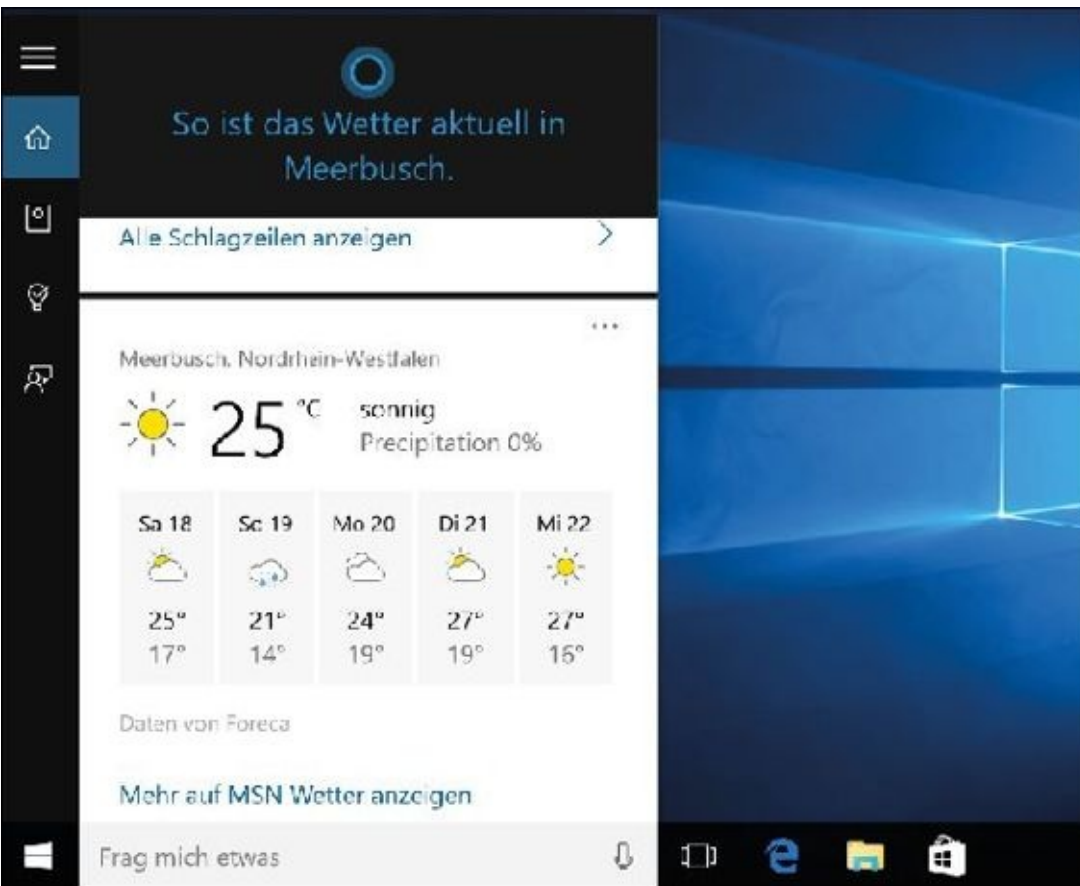 So ist das Wetter aktuell in
Meerbusch.
Alle Schlagzeilen anzeigen
Meerbusch, Nordrhein-Westfalen
25 °C sonnig
Precipitation 0%
Sa 18 So 19 Mo 20 Di 21 Mi 22
25° 21° 24° 27° 27°
17° 14° 19° 19° 16°
Daten von Foreca
Mehr auf MSN Wetter anzeigen
Frag mich etwas